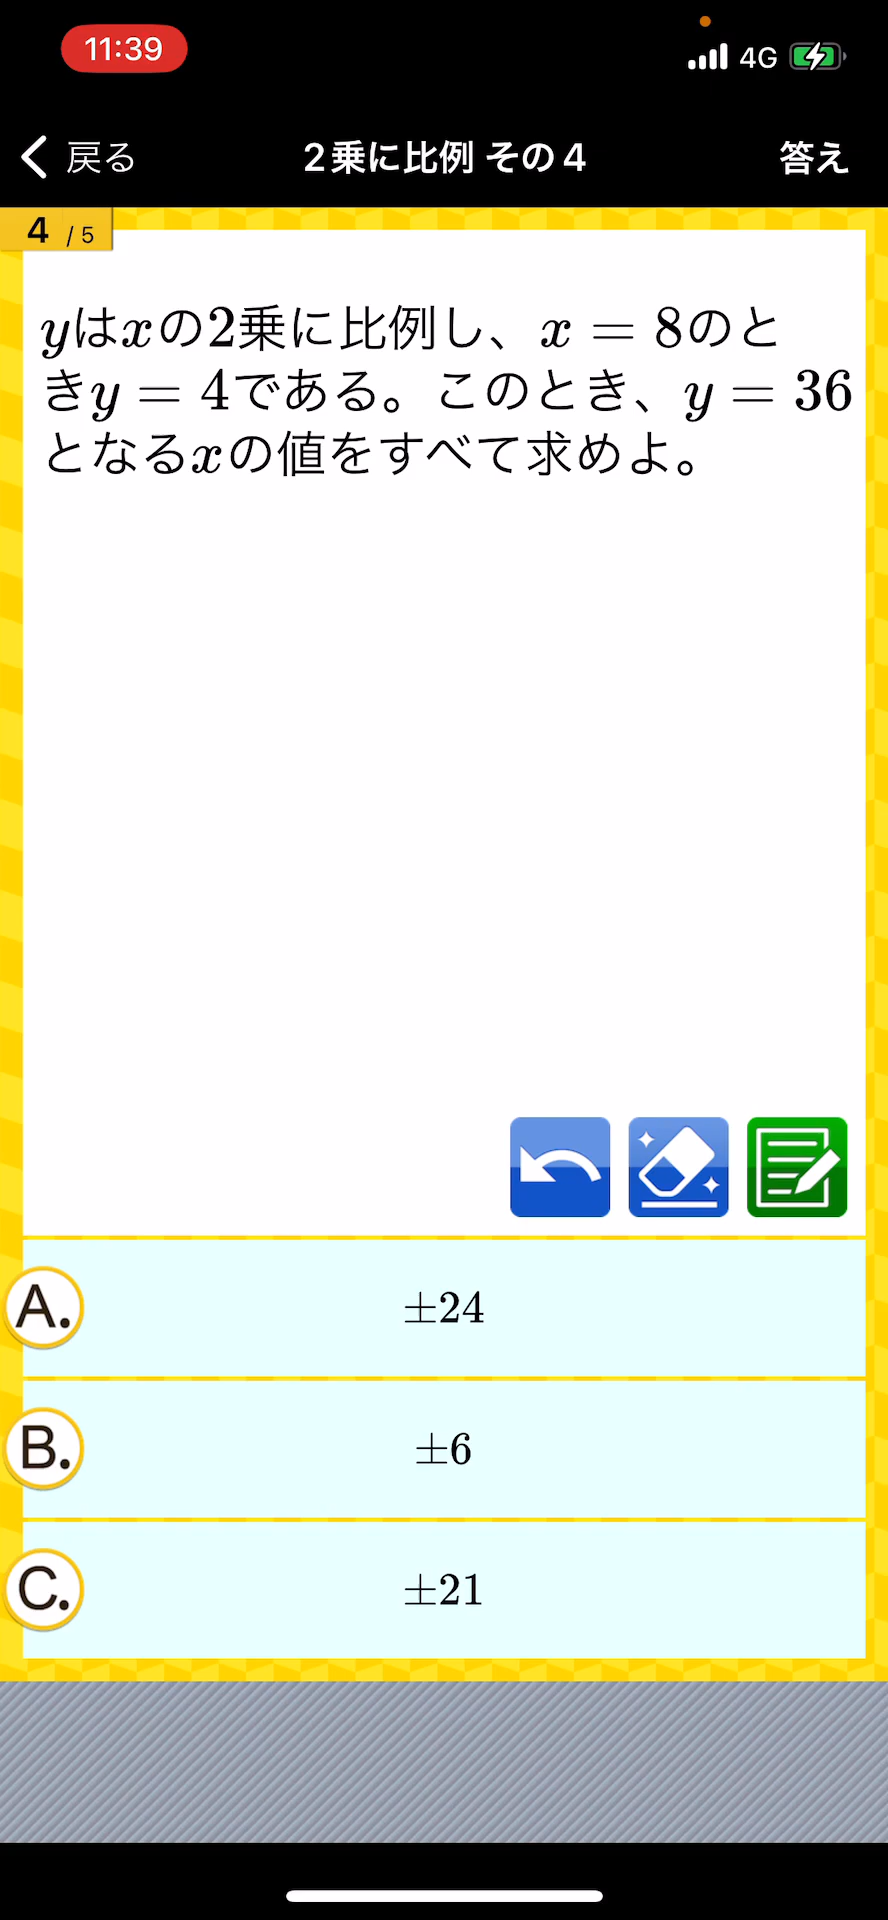 11:39
4G
戻る
2乗に比例 その4
答え
4 / 5
yはxの2乗に比例し、x = 8のと
きy = 4である。このとき、y = 36
となるxの値をすべて求めよ。
A. ±24
B. ±6
C. ±21